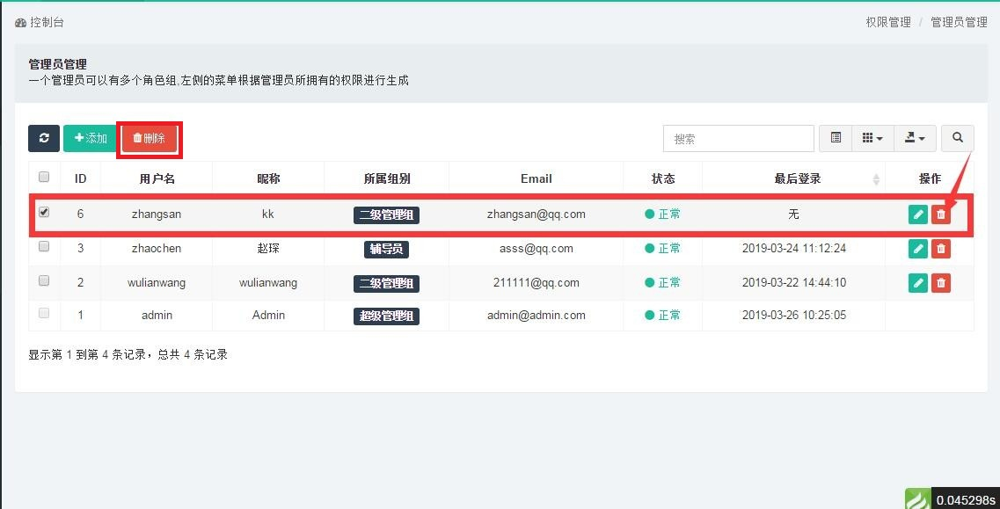 控制台
权限管理 / 管理员管理
管理员管理
一个管理员可以有多个角色组,左侧的菜单根据管理员所拥有的权限进行生成
添加 删除 搜索
ID 用户名 昵称 所属组别 Email 状态 最后登录 操作
6 zhangsan kk 二级管理组 zhangsan@qq.com 正常 无
3 zhaochen 赵琛 辅导员 asss@qq.com 正常 2019-03-24 11:12:24
2 wulianwang wulianwang 二级管理组 211111@qq.com 正常 2019-03-22 14:44:10
1 admin Admin 超级管理组 admin@admin.com 正常 2019-03-26 10:25:05
显示第 1 到第 4 条记录，总共 4 条记录
0.045298s